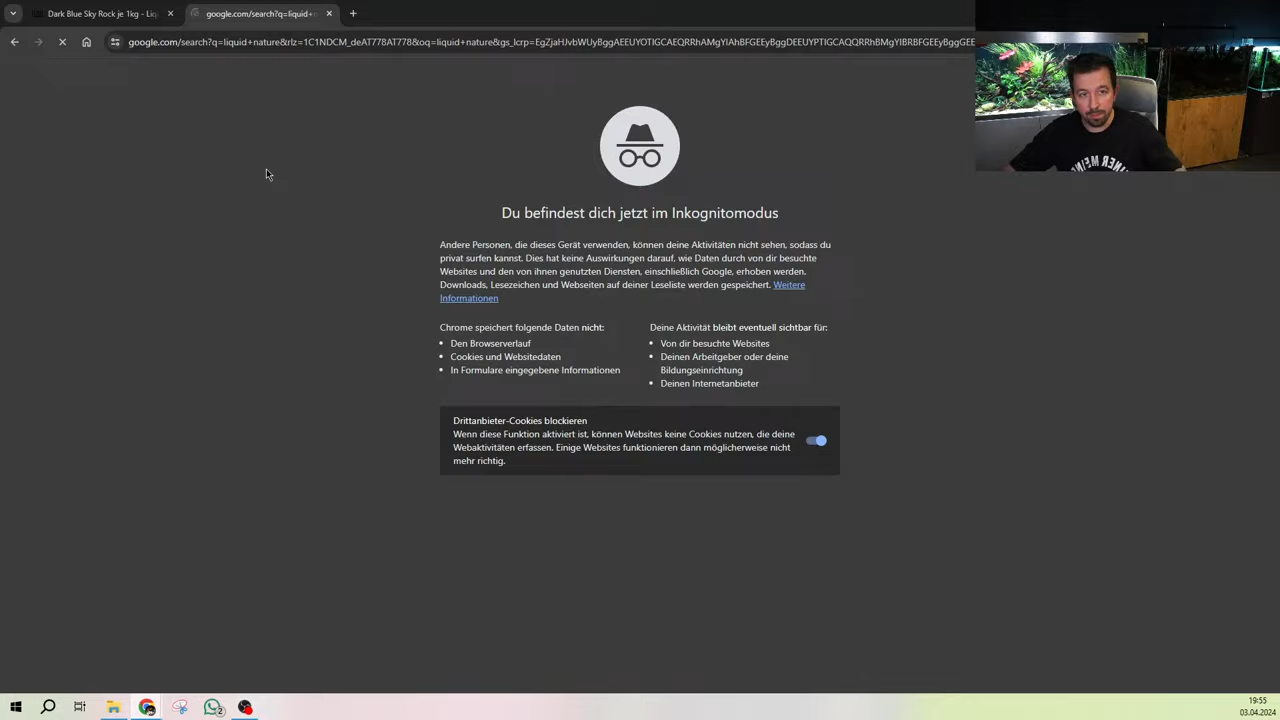 Dark Blue Sky Rock je 1kg - Liq
google.com/search?q=liquid+n
google.com/search?q=liquid+nature&rlz=1C1NDCM_deAT778AT778&oq=liquid+nature&gs_lcrp=EgZjaHJvbWUyBggAEEUYOTIGCAEQRRhAMgYIAhBFGEEyBggDEEUYPTIGCAQQRRhBMgYIBRBFGEEyBggGEE
Du befindest dich jetzt im Inkognitomodus
Andere Personen, die dieses Gerät verwenden, können deine Aktivitäten nicht sehen, sodass du
privat surfen kannst. Dies hat keine Auswirkungen darauf, wie Daten durch von dir besuchte
Websites und den von ihnen genutzten Diensten, einschließlich Google, erhoben werden.
Downloads, Lesezeichen und Webseiten auf deiner Leseliste werden gespeichert. Weitere
Informationen
Chrome speichert folgende Daten nicht:
Den Browserverlauf
Cookies und Websitedaten
In Formulare eingegebene Informationen
Deine Aktivität bleibt eventuell sichtbar für:
Von dir besuchte Websites
Deinen Arbeitgeber oder deine
Bildungseinrichtung
Deinen Internetanbieter
Drittanbieter-Cookies blockieren
Wenn diese Funktion aktiviert ist, können Websites keine Cookies nutzen, die deine
Webaktivitäten erfassen. Einige Websites funktionieren dann möglicherweise nicht
mehr richtig.
2
19:55
03.04.2024